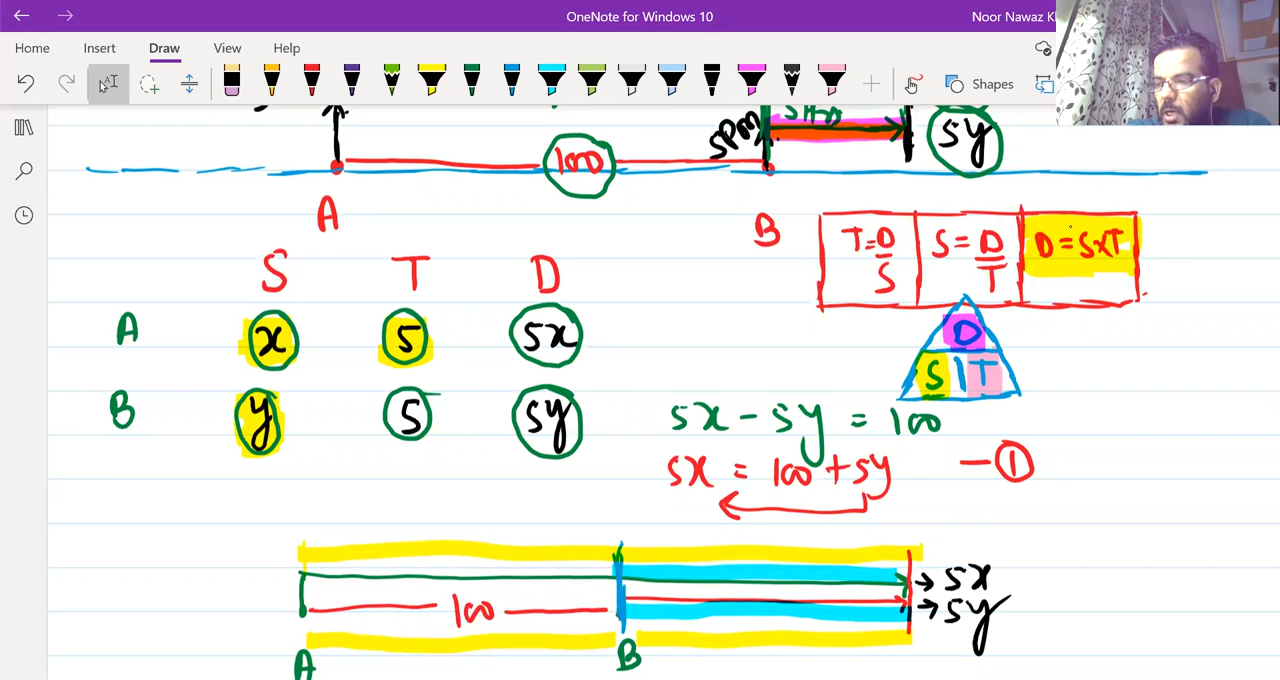 OneNote for Windows 10
Noor Nawaz
Home Insert Draw View Help
Shapes
5PM
100
5y
A
B
T = D/S
S = D/T
D = S×T
S T D
A x 5 5x
B y 5 5y
D
S T
5x - 5y = 100
5x = 100 + 5y - 1
→ 5x
100
→ 5y
A B